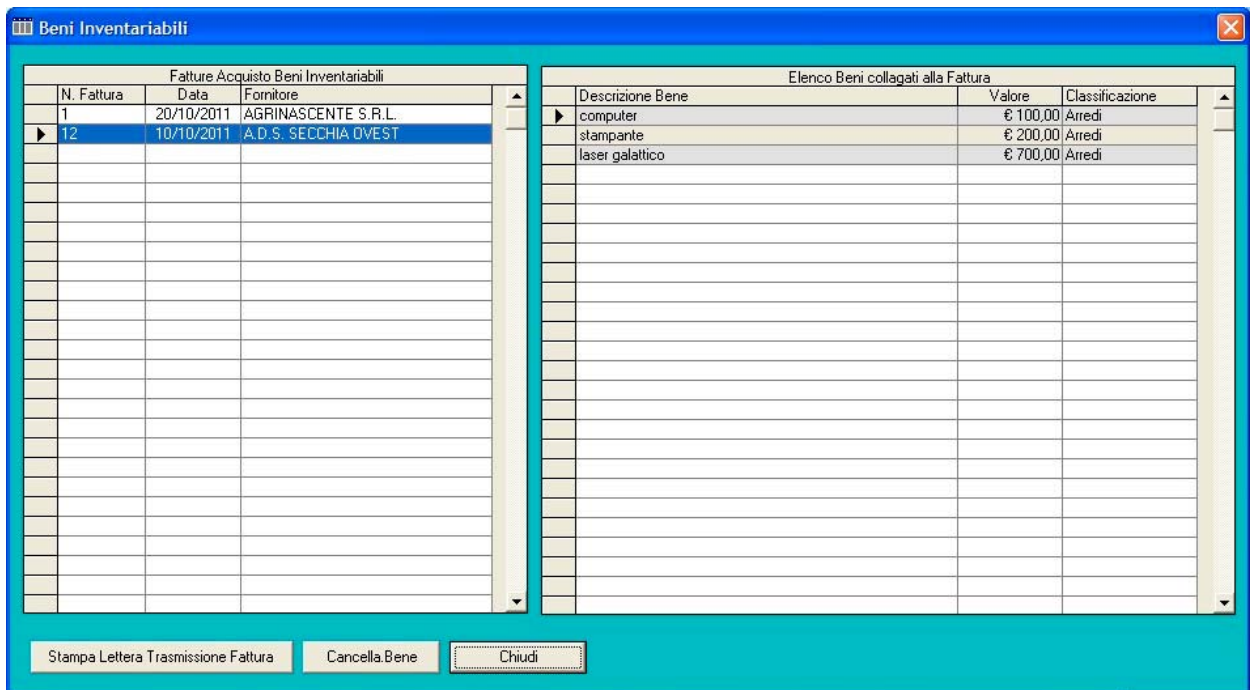 Beni Inventariabili
Fatture Acquisto Beni Inventariabili
N. Fattura Data Fornitore
1 20/10/2011 AGRINASCENTE S.R.L.
12 10/10/2011 A.D.S. SECCHIA OVEST
Elenco Beni collagati alla Fattura
Descrizione Bene Valore Classificazione
computer € 100,00 Arredi
stampante € 200,00 Arredi
laser galattico € 700,00 Arredi
Stampa Lettera Trasmissione Fattura Cancella.Bene Chiudi